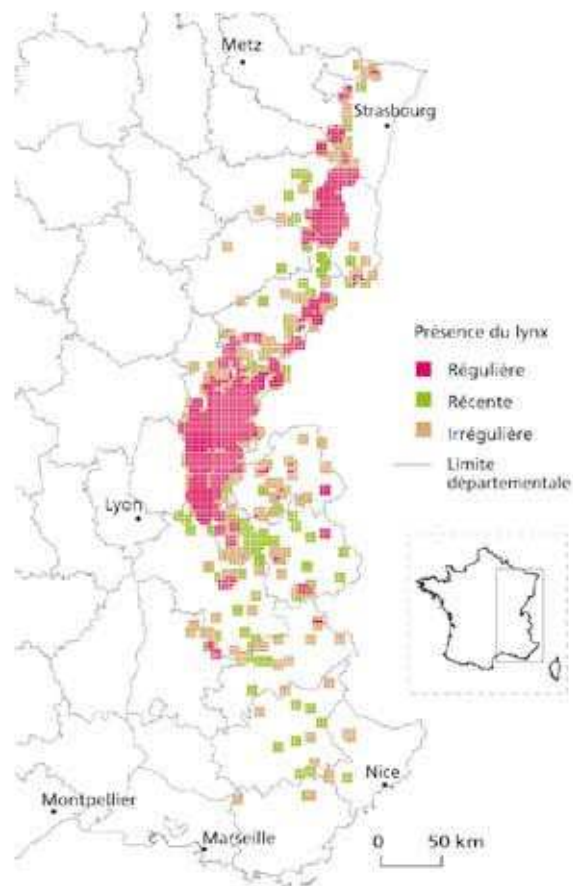 Metz
Strasbourg
Présence du lynx
Régulière
Récente
Irrégulière
Limite
départementale
Lyon
Nice
Montpellier
Marseille
0 50 km